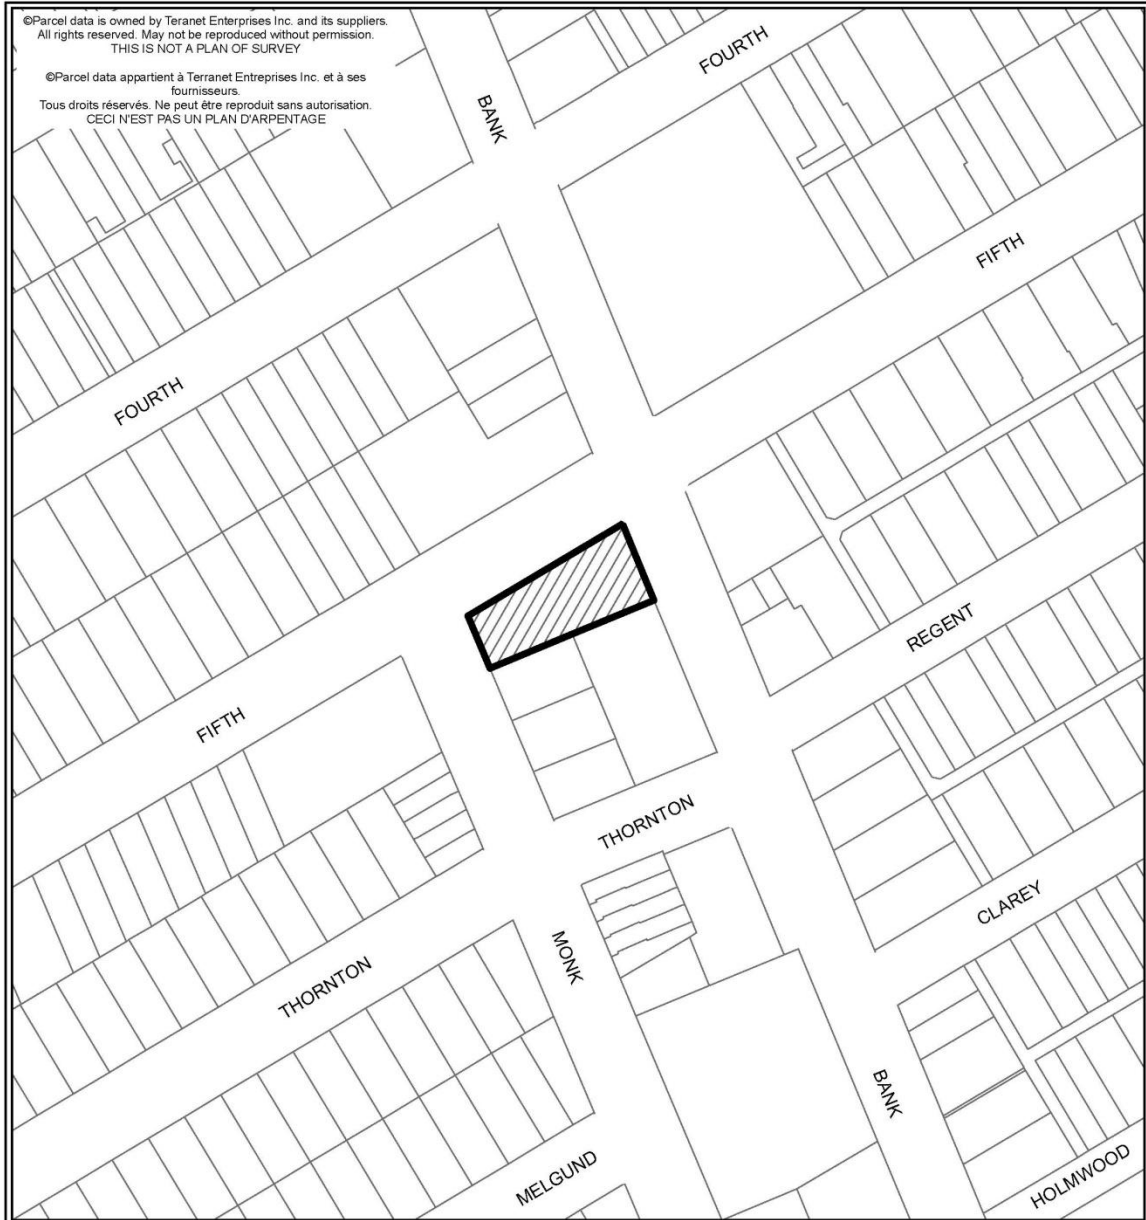 ©Parcel data is owned by Teranet Enterprises Inc. and its suppliers.
All rights reserved. May not be reproduced without permission.
THIS IS NOT A PLAN OF SURVEY
©Parcel data appartient à Terranet Entreprises Inc. et à ses
fournisseurs.
Tous droits réservés. Ne peut être reproduit sans autorisation.
CECI N'EST PAS UN PLAN D'ARPENTAGE
FOURTH
BANK
FIFTH
FOURTH
REGENT
FIFTH
THORNTON
CLAREY
MONK
THORNTON
BANK
MELGUND
HOLMWOOD